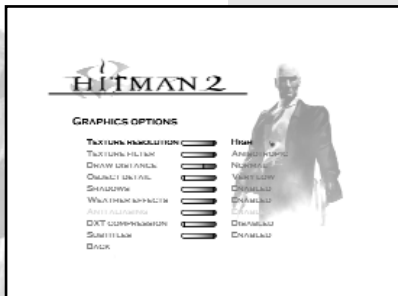 HITMAN 2
GRAPHICS OPTIONS
TEXTURE RESOLUTION HIGH
TEXTURE FILTER ANISOTROPIC
DRAW DISTANCE NORMAL
OBJECT DETAIL VERY LOW
SHADOWS ENABLED
WEATHER EFFECTS ENABLED
ANTI ALIASING
DXT COMPRESSION DISABLED
SUBTITLES ENABLED
BACK